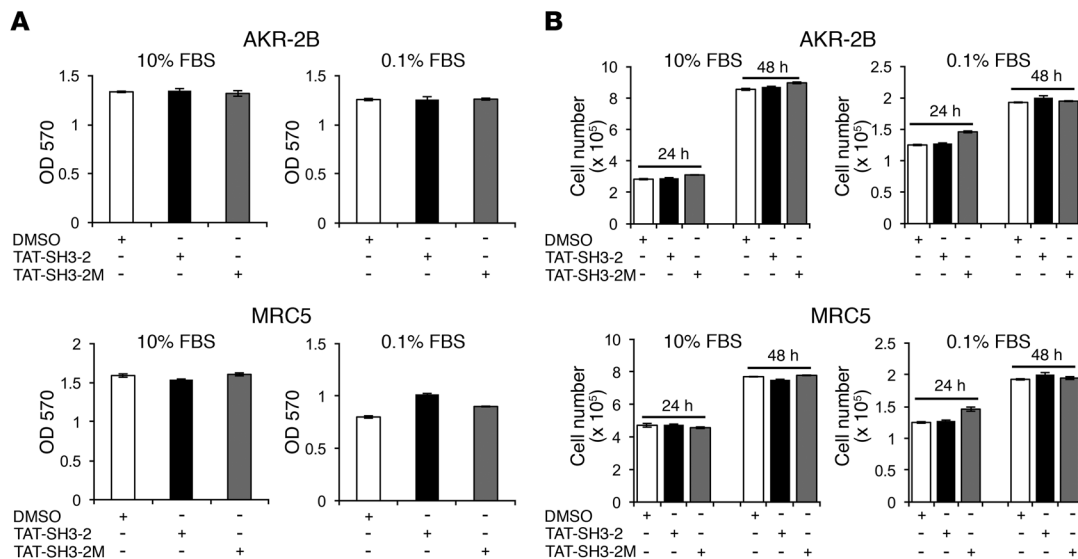 A
AKR-2B
10% FBS
OD 570
1.5
1
0.5
0
0.1% FBS
OD 570
1.5
1
0.5
0
DMSO + - - + - -
TAT-SH3-2 - + - - + -
TAT-SH3-2M - - + - - +
MRC5
10% FBS
OD 570
2
1.5
1
0.5
0
0.1% FBS
OD 570
1.5
1
0.5
0
DMSO + - - + - -
TAT-SH3-2 - + - - + -
TAT-SH3-2M - - + - - +
B
AKR-2B
10% FBS
Cell number
(x 10⁵)
10
8
6
4
2
0
24 h
48 h
0.1% FBS
Cell number
(x 10⁵)
2.5
2
1.5
1
0.5
0
24 h
48 h
DMSO + - - + - - + - - + - -
TAT-SH3-2 - + - - + - - + - - + -
TAT-SH3-2M - - + - - + - - + - - +
MRC5
10% FBS
Cell number
(x 10⁵)
10
8
6
4
2
0
24 h
48 h
0.1% FBS
Cell number
(x 10⁵)
2.5
2
1.5
1
0.5
0
24 h
48 h
DMSO + - - + - - + - - + - -
TAT-SH3-2 - + - - + - - + - - + -
TAT-SH3-2M - - + - - + - - + - - +